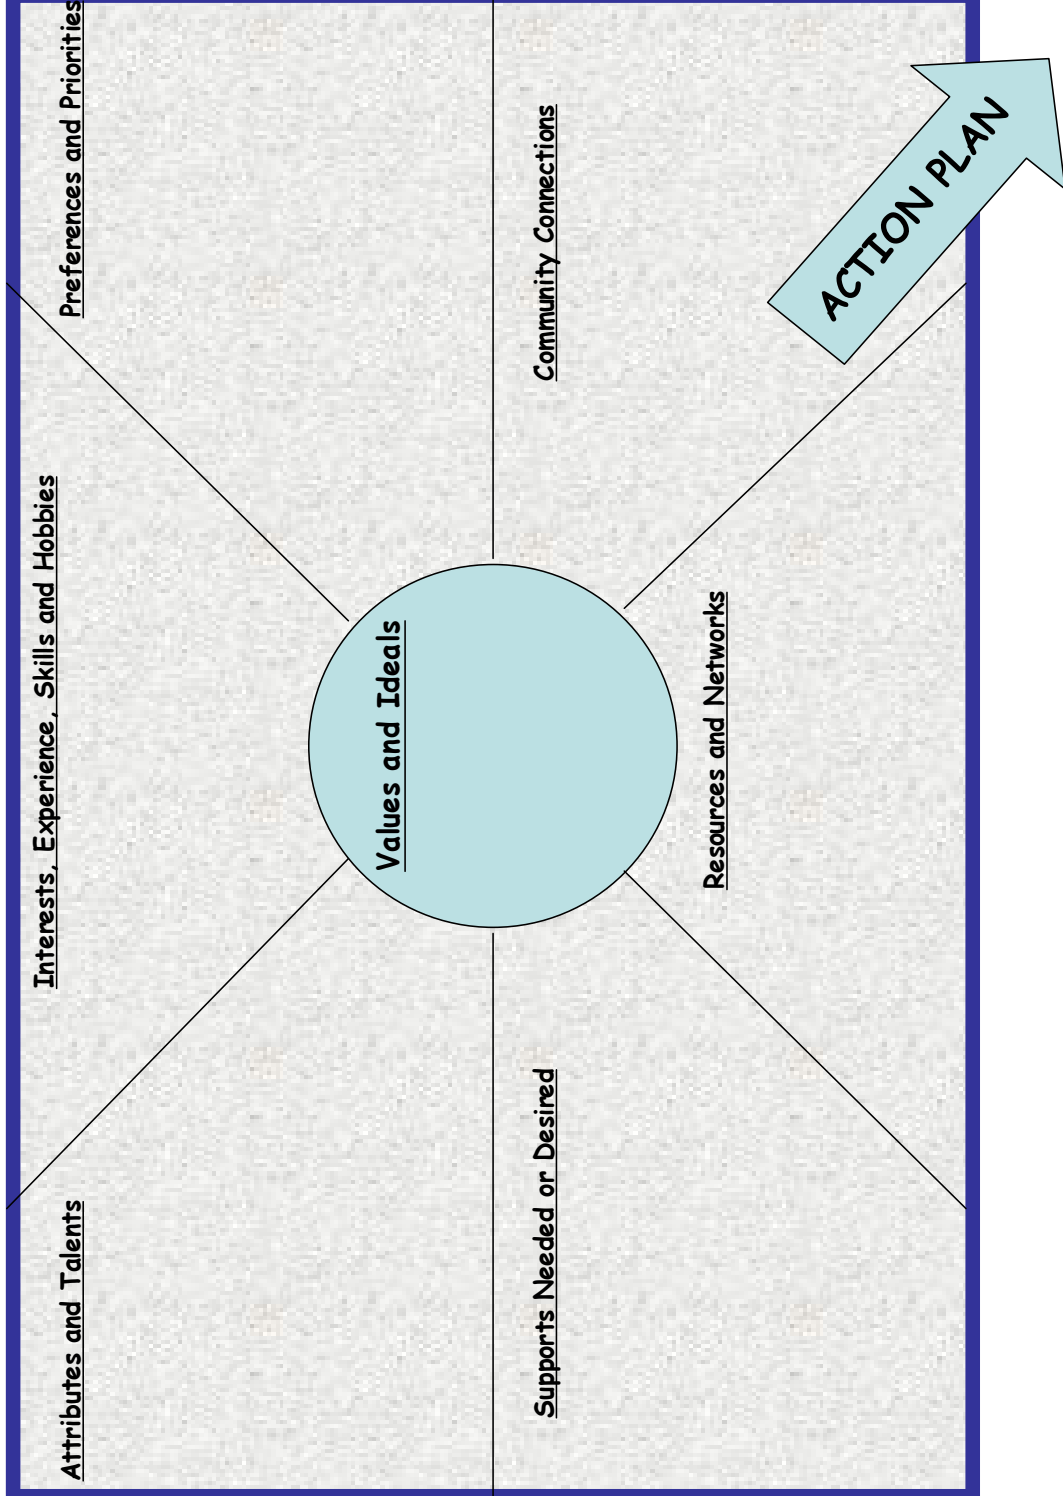 Attributes and Talents
Interests, Experience, Skills and Hobbies
Preferences and Priorities
Values and Ideals
Supports Needed or Desired
Resources and Networks
Community Connections
ACTION PLAN